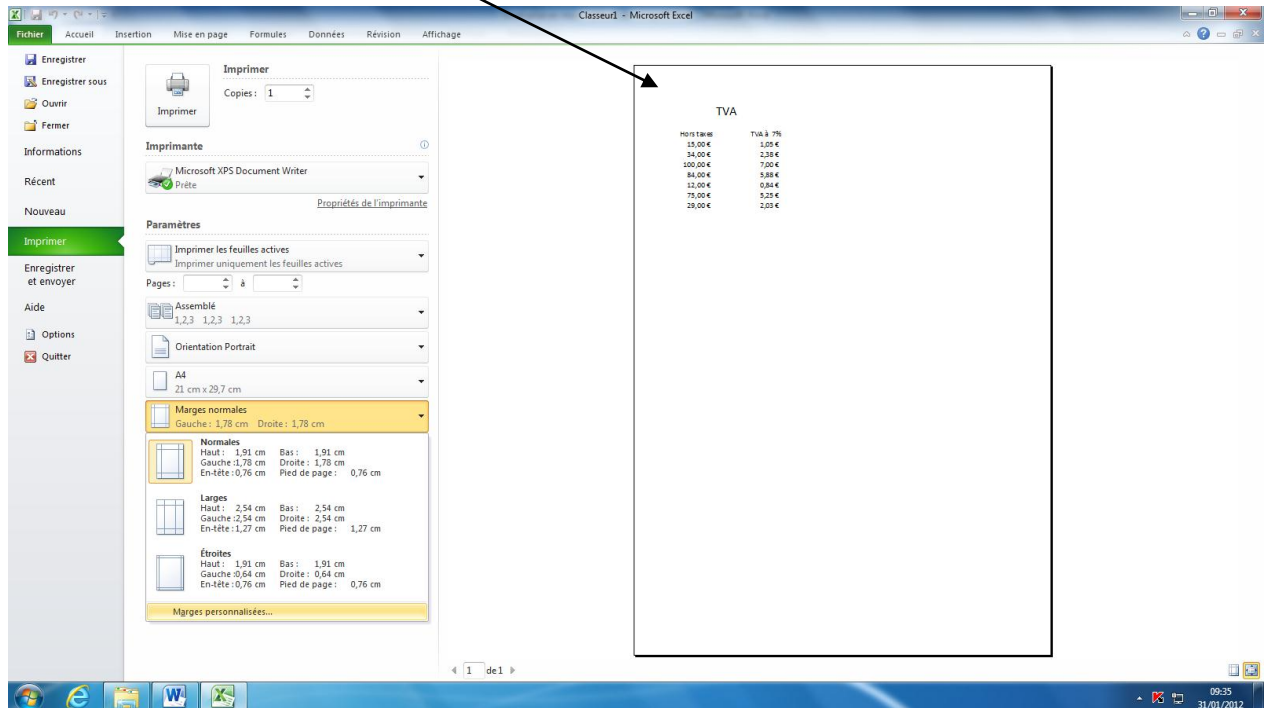 Classeur1 - Microsoft Excel
Fichier Accueil Insertion Mise en page Formules Données Révision Affichage
Enregistrer
Enregistrer sous
Ouvrir
Fermer
Informations
Récent
Nouveau
Imprimer
Enregistrer
et envoyer
Aide
Options
Quitter
Imprimer
Imprimer
Copies : 1
Imprimante
Microsoft XPS Document Writer
Prête
Propriétés de l'imprimante
Paramètres
Imprimer les feuilles actives
Imprimer uniquement les feuilles actives
Pages : à
Assemblé
1,2,3 1,2,3 1,2,3
Orientation Portrait
A4
21 cm x 29,7 cm
Marges normales
Gauche : 1,78 cm Droite : 1,78 cm
Normales
Haut : 1,91 cm Bas : 1,91 cm
Gauche :1,78 cm Droite : 1,78 cm
En-tête : 0,76 cm Pied de page : 0,76 cm
Larges
Haut : 2,54 cm Bas : 2,54 cm
Gauche :2,54 cm Droite : 2,54 cm
En-tête : 1,27 cm Pied de page : 1,27 cm
Étroites
Haut : 1,91 cm Bas : 1,91 cm
Gauche :0,64 cm Droite : 0,64 cm
En-tête : 0,76 cm Pied de page : 0,76 cm
Marges personnalisées...
TVA
Hors taxes TVA à 7%
15,00 € 1,05 €
34,00 € 2,38 €
100,00 € 7,00 €
84,00 € 5,88 €
12,00 € 0,84 €
75,00 € 5,25 €
29,00 € 2,03 €
1 de 1
09:35
31/01/2012